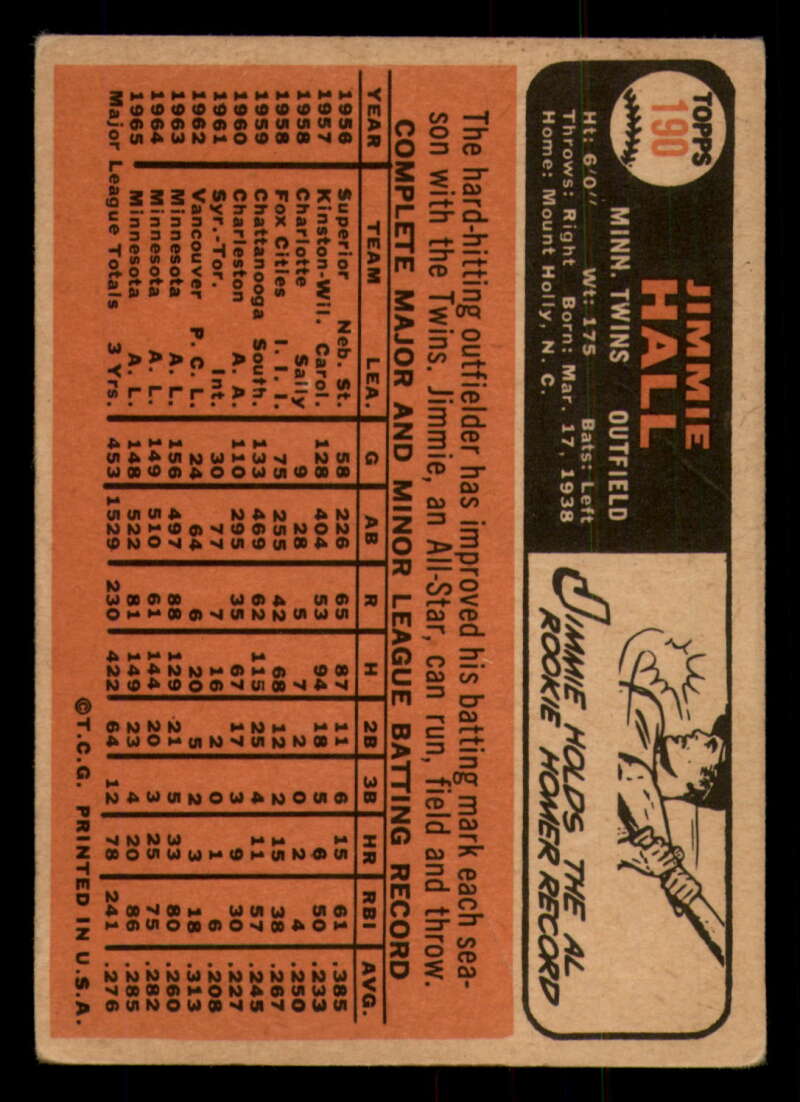 TOPPS
190
JIMMIE
HALL
MINN. TWINS OUTFIELD
Ht: 6'0" Wt: 175 Bats: Left
Throws: Right Born: Mar. 17, 1938
Home: Mount Holly, N. C.
JIMMIE HOLDS THE AL
ROOKIE HOMER RECORD
The hard-hitting outfielder has improved his batting mark each sea-
son with the Twins. Jimmie, an All-Star, can run, field and throw.
COMPLETE MAJOR AND MINOR LEAGUE BATTING RECORD
YEAR TEAM LEA. G AB R H 2B 3B HR RBI AVG.
1956 Superior Neb. St. 58 226 65 87 11 6 15 61 .385
1957 Kinston-Wil. Carol. 128 404 53 94 18 5 6 50 .233
1958 Charlotte Sally 9 28 5 7 2 0 2 4 .250
1958 Fox Cities I. I. I. 75 255 42 68 12 2 15 38 .267
1959 Chattanooga South. 133 469 62 115 25 4 11 57 .245
1960 Charleston A. A. 110 295 35 67 17 3 9 30 .227
1961 Syr.-Tor. Int. 30 77 7 16 2 0 1 6 .208
1962 Vancouver P. C. L. 24 64 6 20 5 2 3 18 .313
1963 Minnesota A. L. 156 497 88 129 21 5 33 80 .260
1964 Minnesota A. L. 149 510 61 144 20 3 25 75 .282
1965 Minnesota A. L. 148 522 81 149 23 4 20 86 .285
Major League Totals 3 Yrs. 453 1529 230 422 64 12 78 241 .276
©T.C.G. PRINTED IN U.S.A.